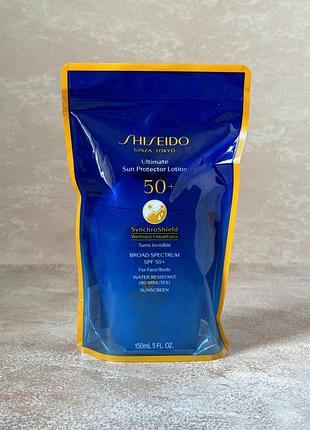 SHISEIDO
GINZA TOKYO
Ultimate
Sun Protector Lotion
50+
SynchroShield
WetForce x HeatForce
Turns Invisible
BROAD SPECTRUM
SPF 50+
For Face/Body
WATER RESISTANT
(80 MINUTES)
SUNSCREEN
150mL 5 FL. OZ.